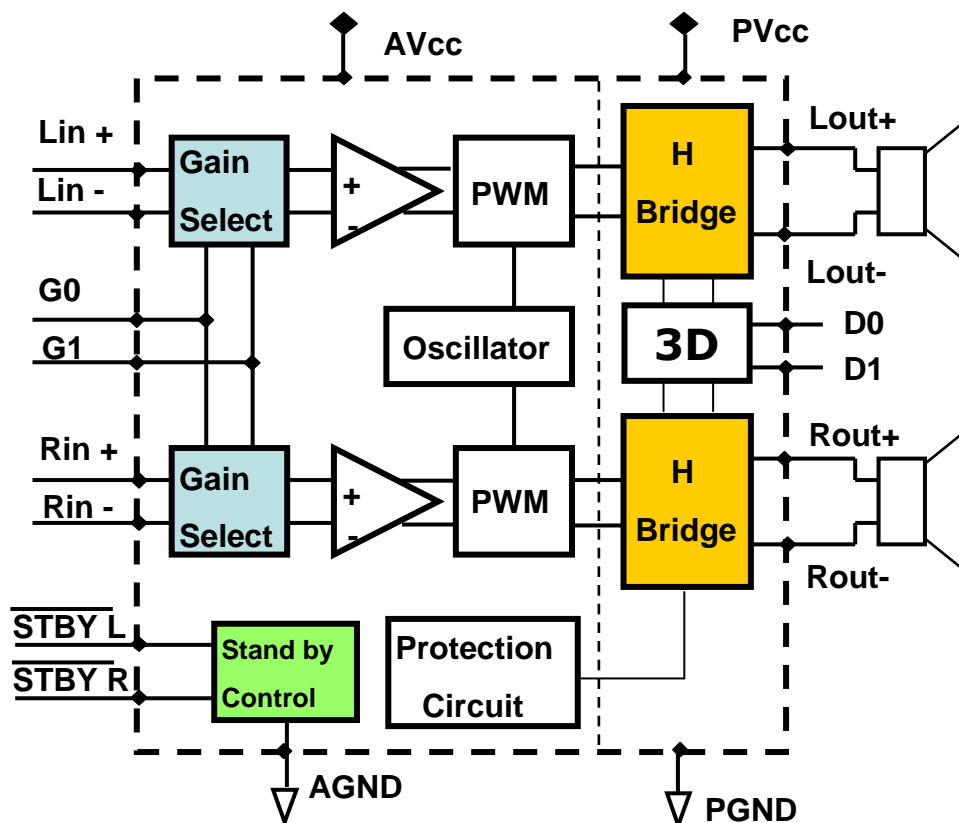 AVcc
PVcc
Lin +
Lin -
Gain
Select
+
-
PWM
H
Bridge
Lout+
Lout-
G0
G1
Oscillator
3D
D0
D1
Rin +
Rin -
Gain
Select
+
-
PWM
H
Bridge
Rout+
Rout-
STBY L
STBY R
Stand by
Control
Protection
Circuit
AGND
PGND